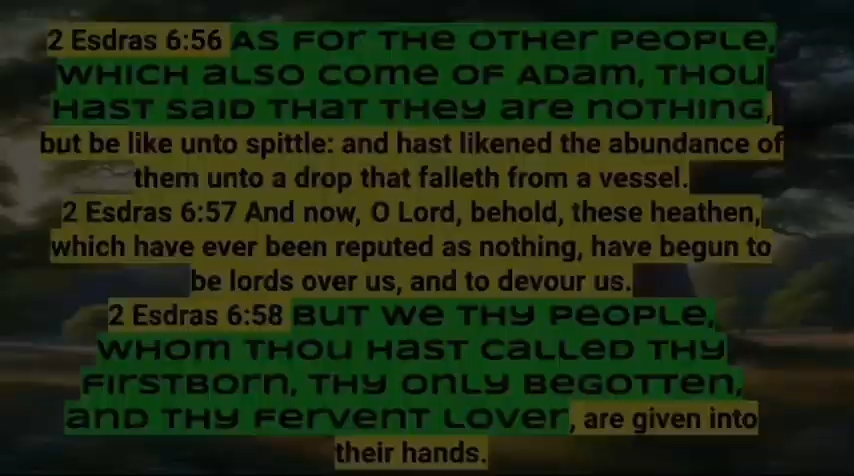 2 Esdras 6:56 AS FOR THE OTHER PEOPLE,
WHICH ALSO COME OF ADAM, THOU
HAST SAID THAT THEY ARE NOTHING,
but be like unto spittle: and hast likened the abundance of
them unto a drop that falleth from a vessel.
2 Esdras 6:57 And now, O Lord, behold, these heathen,
which have ever been reputed as nothing, have begun to
be lords over us, and to devour us.
2 Esdras 6:58 BUT WE THY PEOPLE,
WHOM THOU HAST CALLED THY
FIRSTBORN, THY ONLY BEGOTTEN,
AND THY FERVENT LOVER, are given into
their hands.